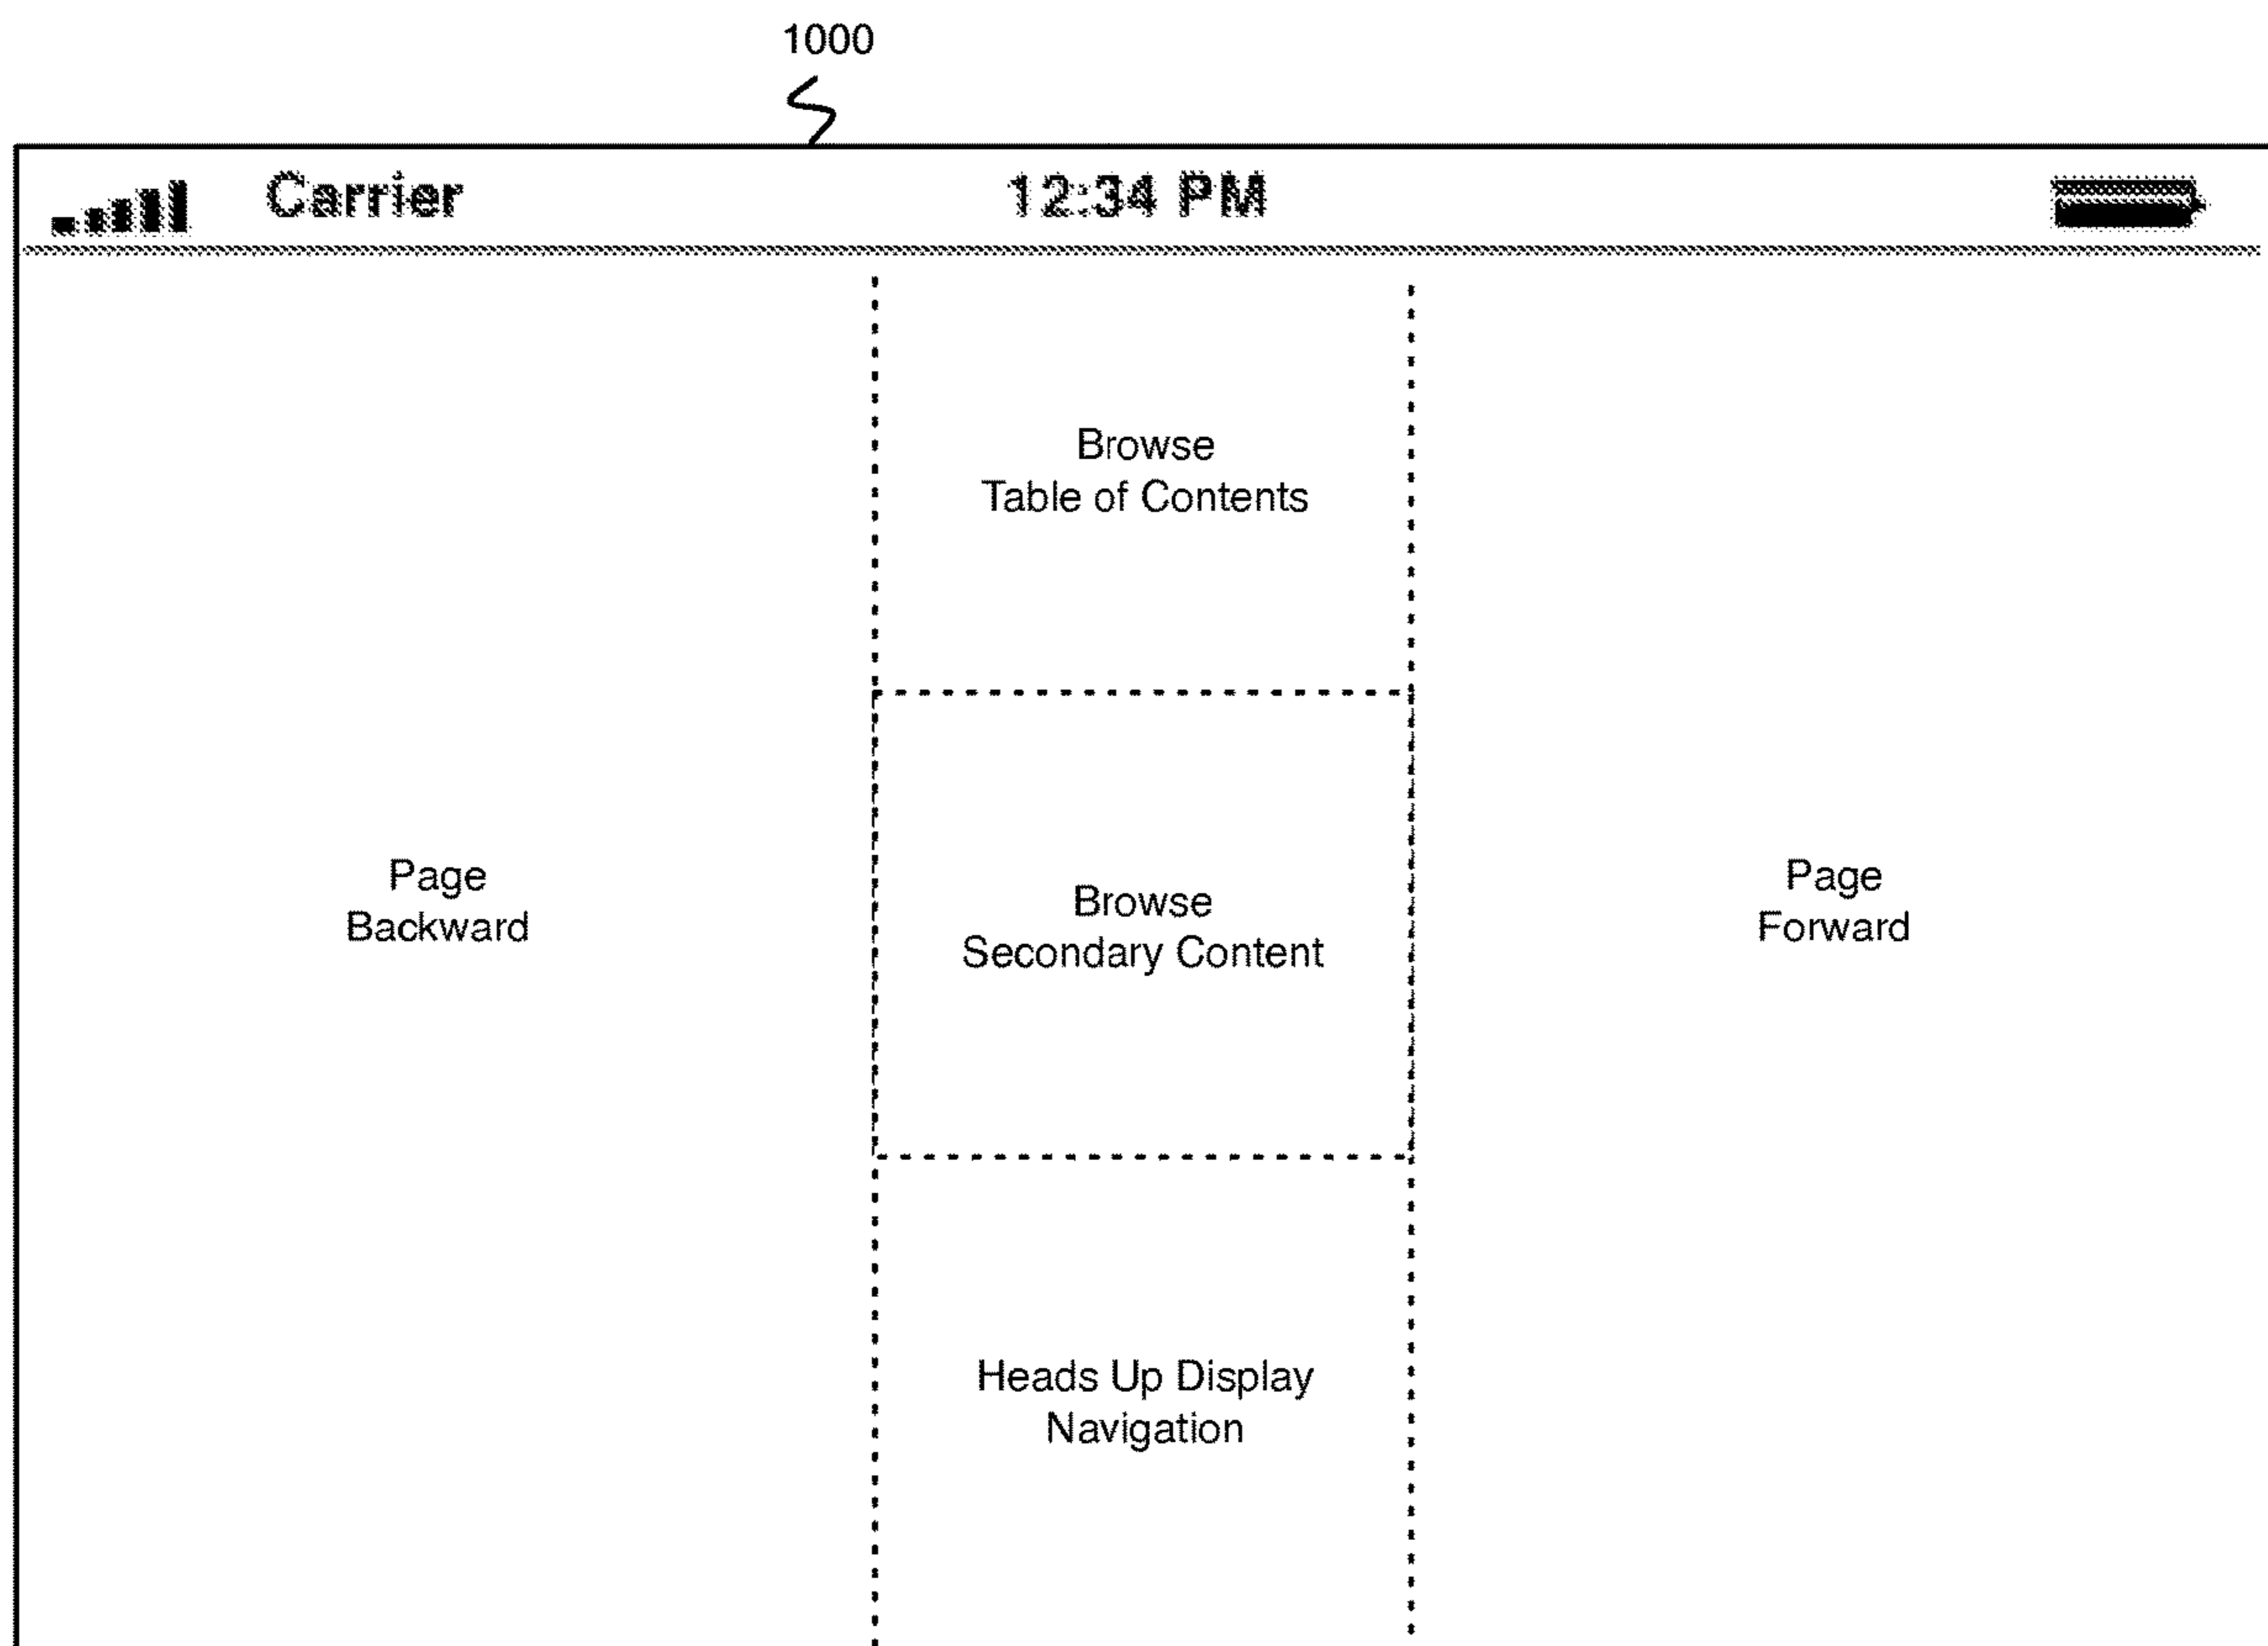 1000
Carrier
12:34 PM
Browse
Table of Contents
Page
Backward
Browse
Secondary Content
Page
Forward
Heads Up Display
Navigation